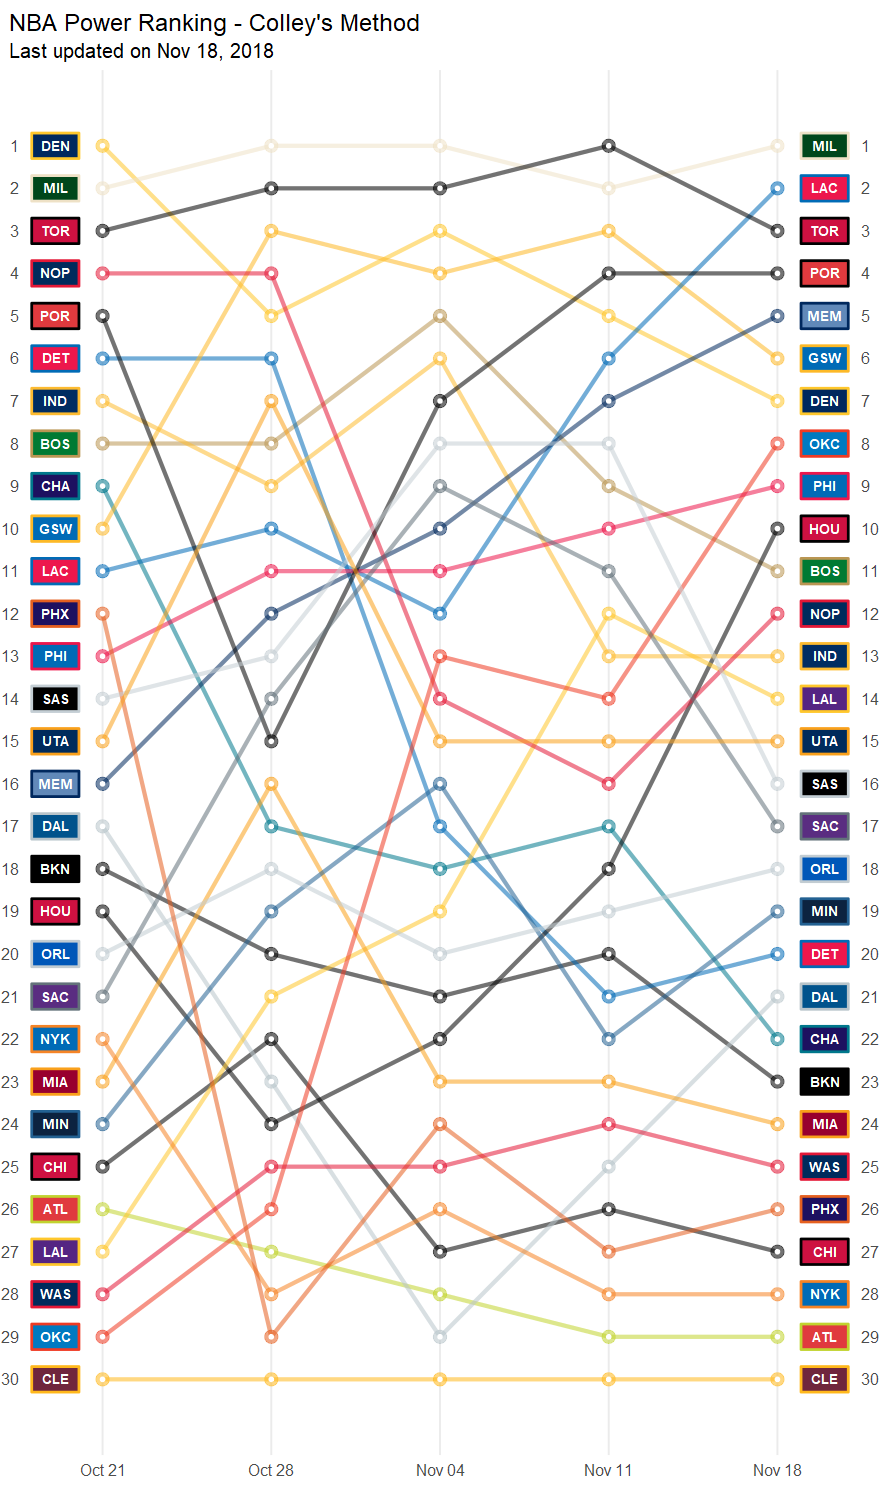 NBA Power Ranking - Colley's Method
Last updated on Nov 18, 2018
1 DEN MIL 1
2 MIL LAC 2
3 TOR TOR 3
4 NOP POR 4
5 POR MEM 5
6 DET GSW 6
7 IND DEN 7
8 BOS OKC 8
9 CHA PHI 9
10 GSW HOU 10
11 LAC BOS 11
12 PHX NOP 12
13 PHI IND 13
14 SAS LAL 14
15 UTA UTA 15
16 MEM SAS 16
17 DAL SAC 17
18 BKN ORL 18
19 HOU MIN 19
20 ORL DET 20
21 SAC DAL 21
22 NYK CHA 22
23 MIA BKN 23
24 MIN MIA 24
25 CHI WAS 25
26 ATL PHX 26
27 LAL CHI 27
28 WAS NYK 28
29 OKC ATL 29
30 CLE CLE 30
Oct 21 Oct 28 Nov 04 Nov 11 Nov 18